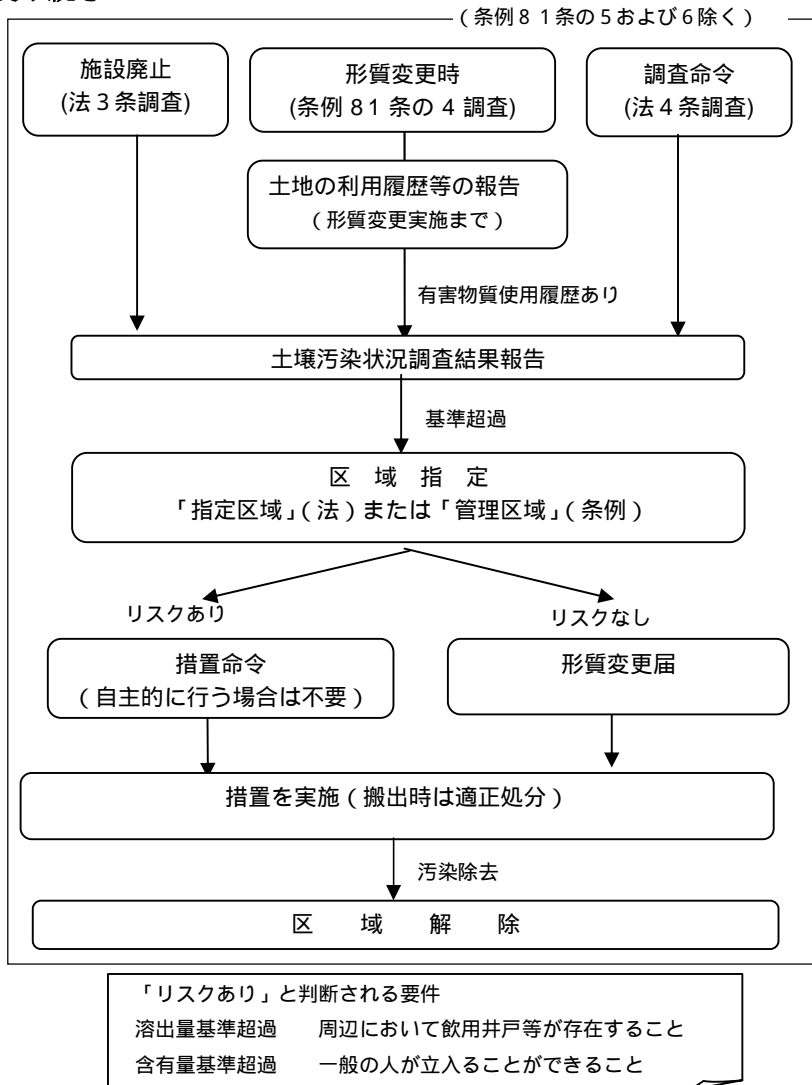 (条例81条の5および6除く)
施設廃止
(法3条調査)
形質変更時
(条例81条の4調査)
調査命令
(法4条調査)
土地の利用履歴等の報告
(形質変更実施まで)
有害物質使用履歴あり
土壌汚染状況調査結果報告
基準超過
区 域 指 定
「指定区域」(法)または「管理区域」(条例)
リスクあり
リスクなし
措置命令
(自主的に行う場合は不要)
形質変更届
措置を実施(搬出時は適正処分)
汚染除去
区 域 解 除
「リスクあり」と判断される要件
溶出量基準超過 周辺において飲用井戸等が存在すること
含有量基準超過 一般の人が立入ることができること